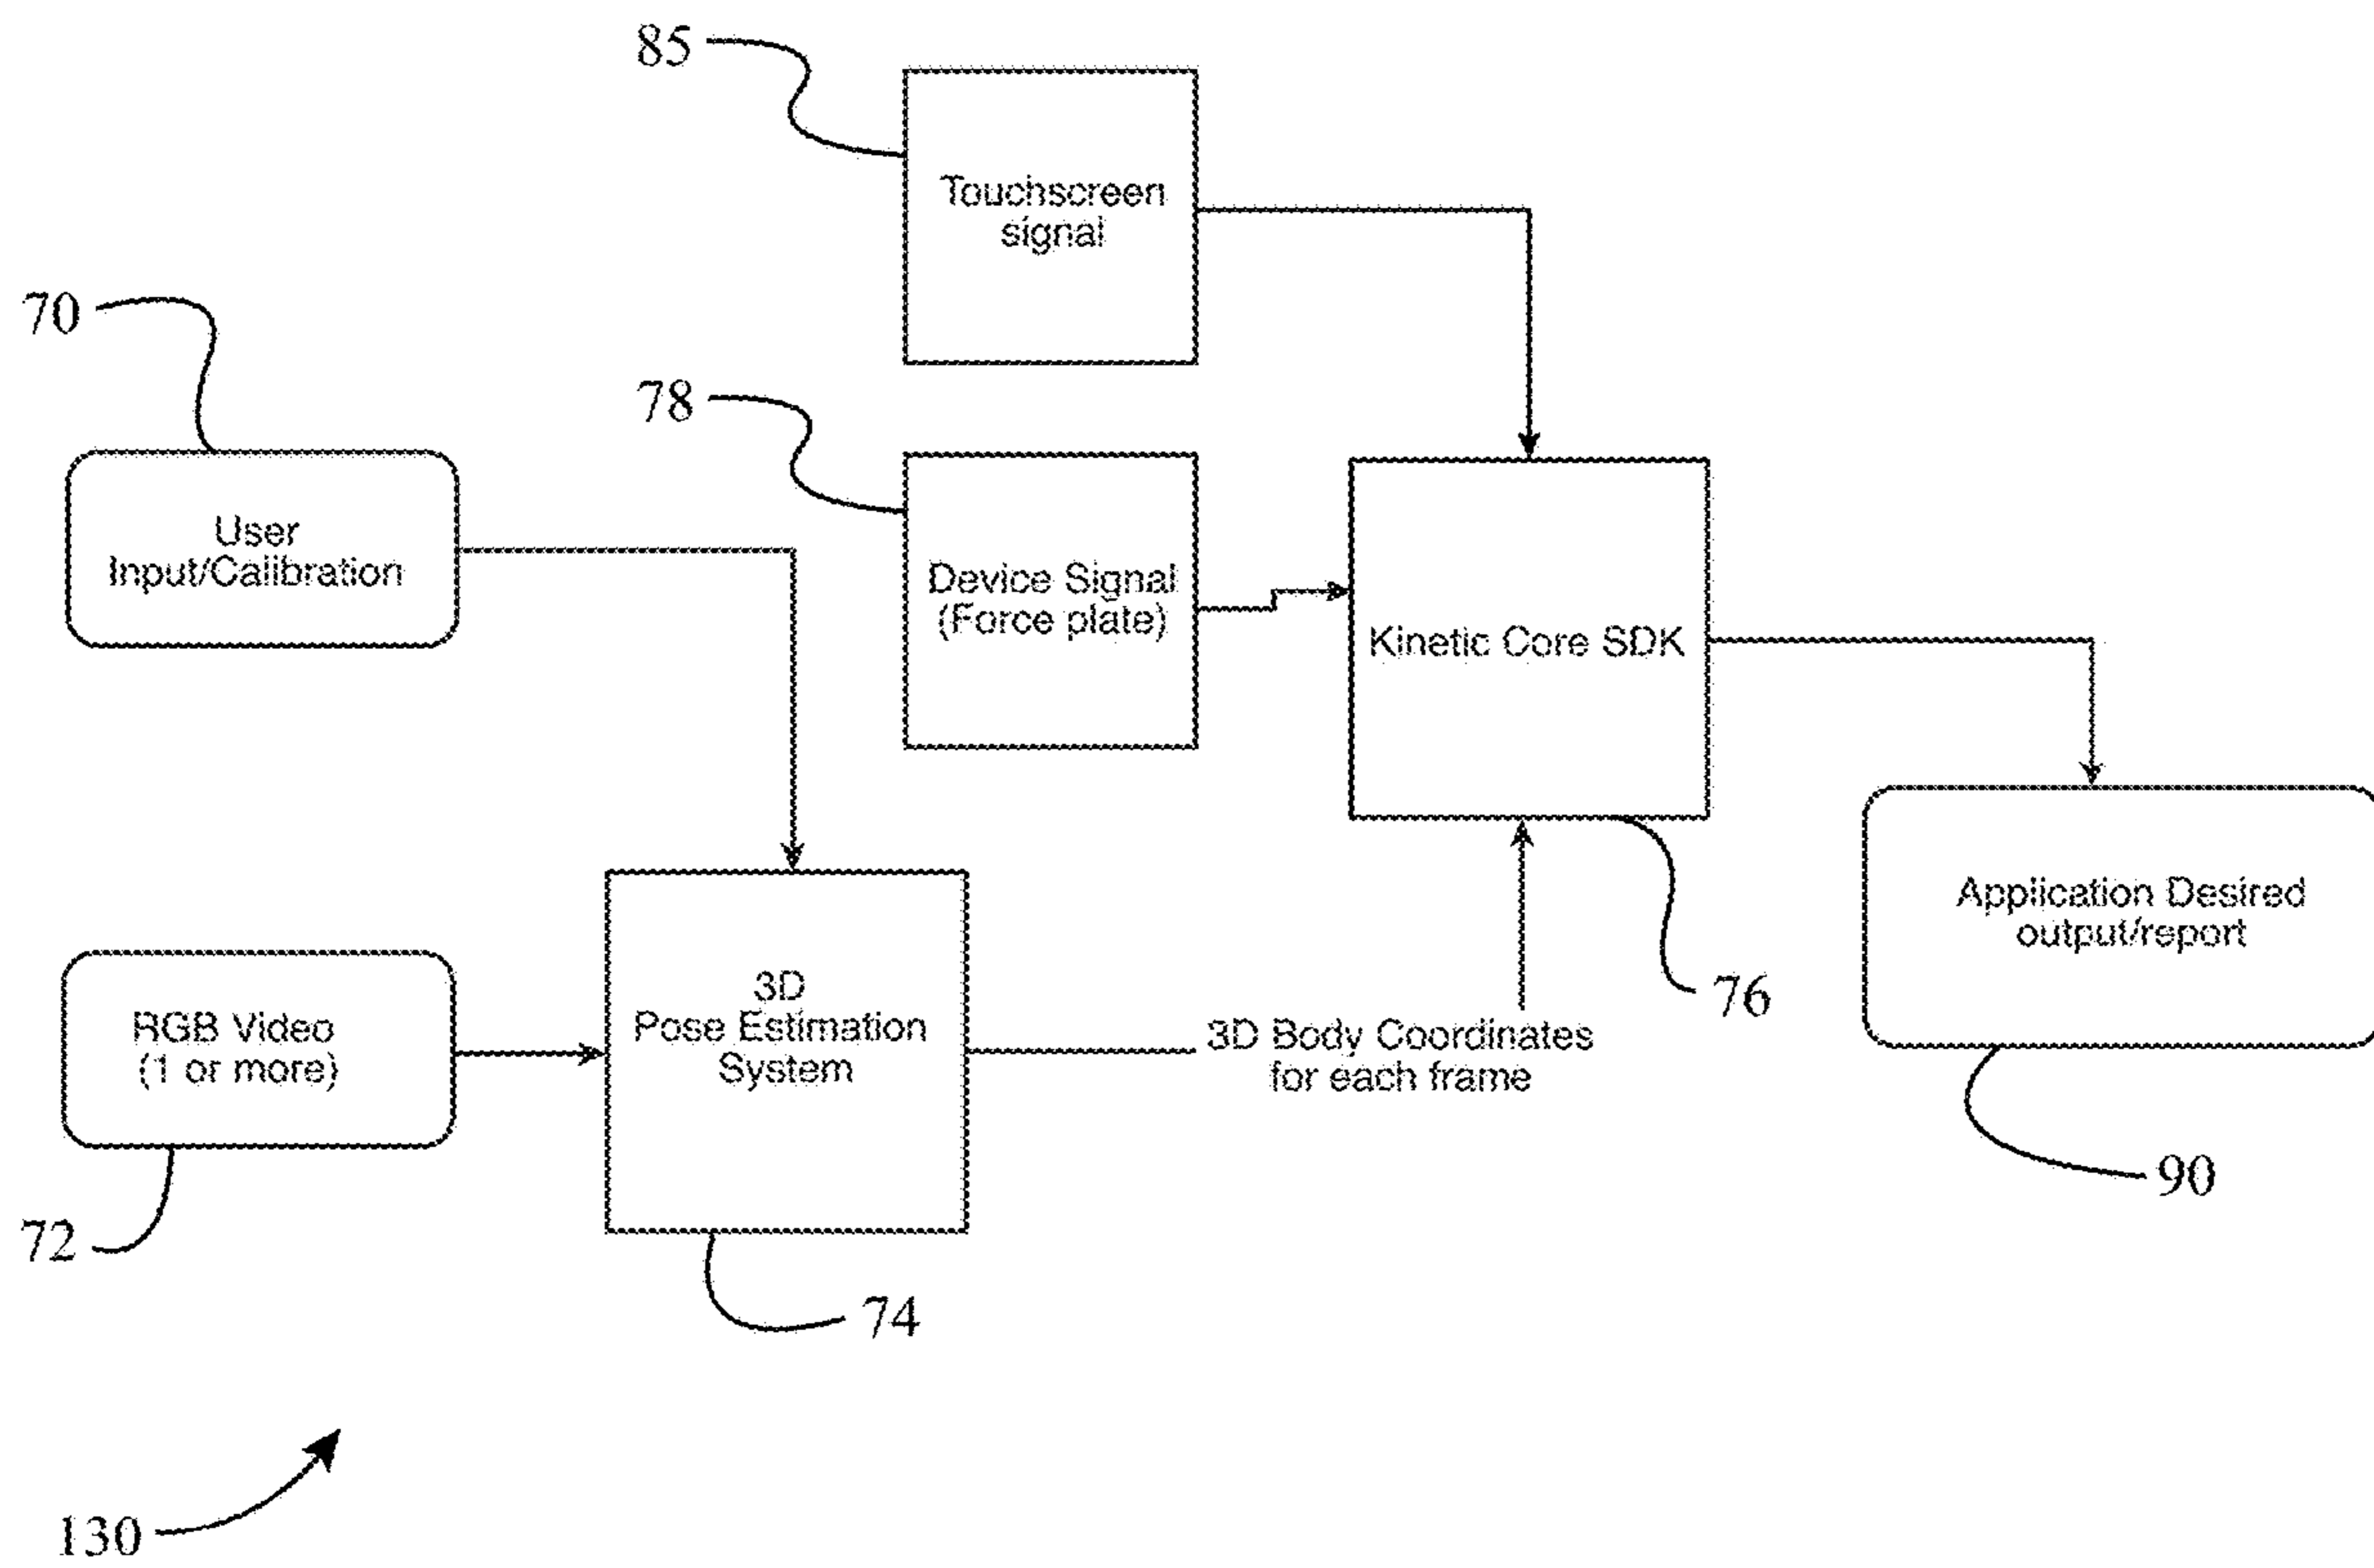 85
Touchscreen
signal
70
78
User
Input/Calibration
Device Signal
(Force plate)
Kinetic Core SDK
Application Desired
output/report
3D
Pose Estimation
System
RGB Video
(1 or more)
3D Body Coordinates
for each frame
76
90
72
74
130